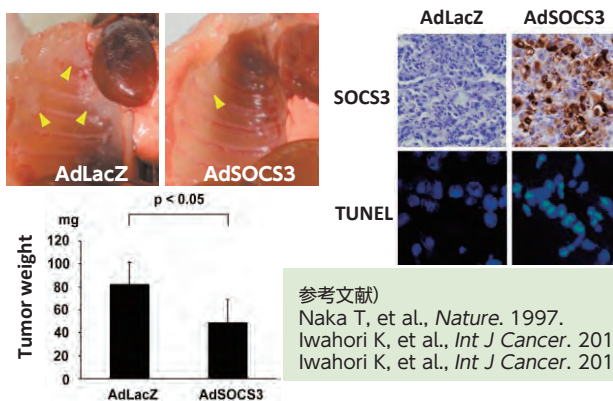 AdLacZ
AdSOCS3
AdLacZ AdSOCS3
SOCS3
TUNEL
p < 0.05
mg
120
100
80
60
40
20
0
Tumor weight
AdLacZ AdSOCS3
参考文献)
Naka T, et al., Nature. 1997.
Iwahori K, et al., Int J Cancer. 201
Iwahori K, et al., Int J Cancer. 201